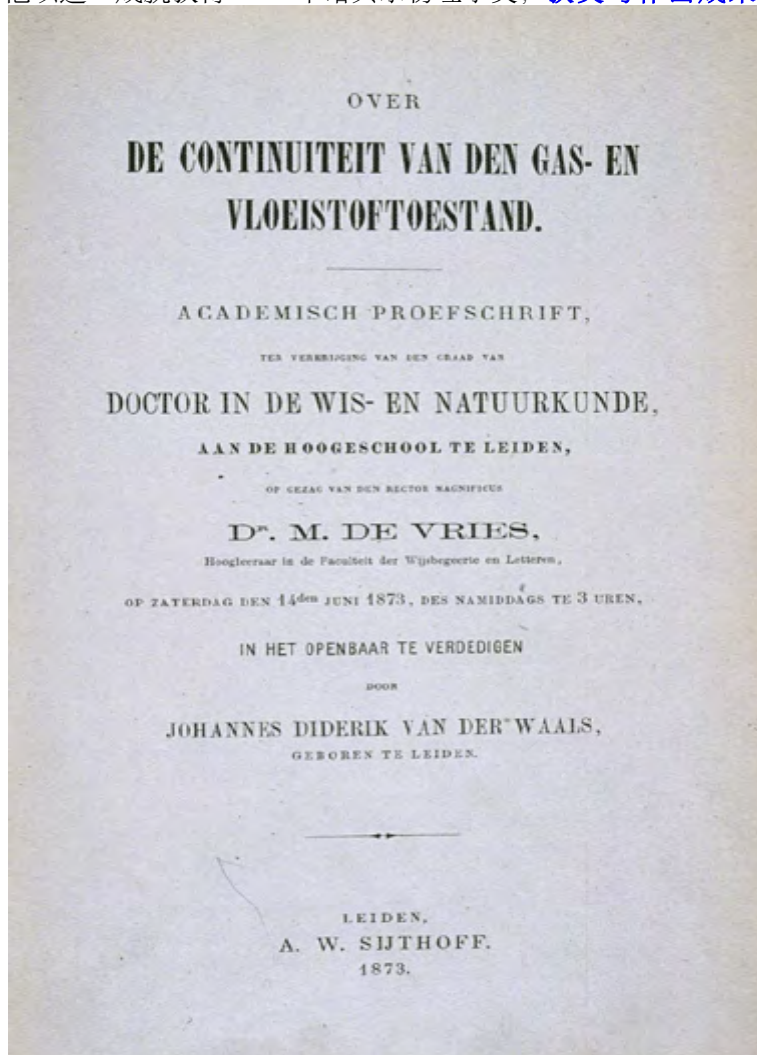 OVER
DE CONTINUITEIT VAN DEN GAS- EN
VLOEISTOFTOESTAND.
ACADEMISCH PROEFSCHRIFT,
TER VERKRIJGING VAN DEN GRAAD VAN
DOCTOR IN DE WIS- EN NATUURKUNDE,
AAN DE HOOGESCHOOL TE LEIDEN,
OP GEZAG VAN DEN RECTOR MAGNIFICUS
Dr. M. DE VRIES,
Hoogleeraar in de Faculteit der Wijsbegeerte en Letteren,
OP ZATERDAG DEN 14den JUNI 1873, DES NAMIDDAGS TE 3 UREN,
IN HET OPENBAAR TE VERDEDIGEN
DOOR
JOHANNES DIDERIK VAN DER WAALS,
GEBOREN TE LEIDEN.
LEIDEN,
A. W. SIJTHOFF.
1873.